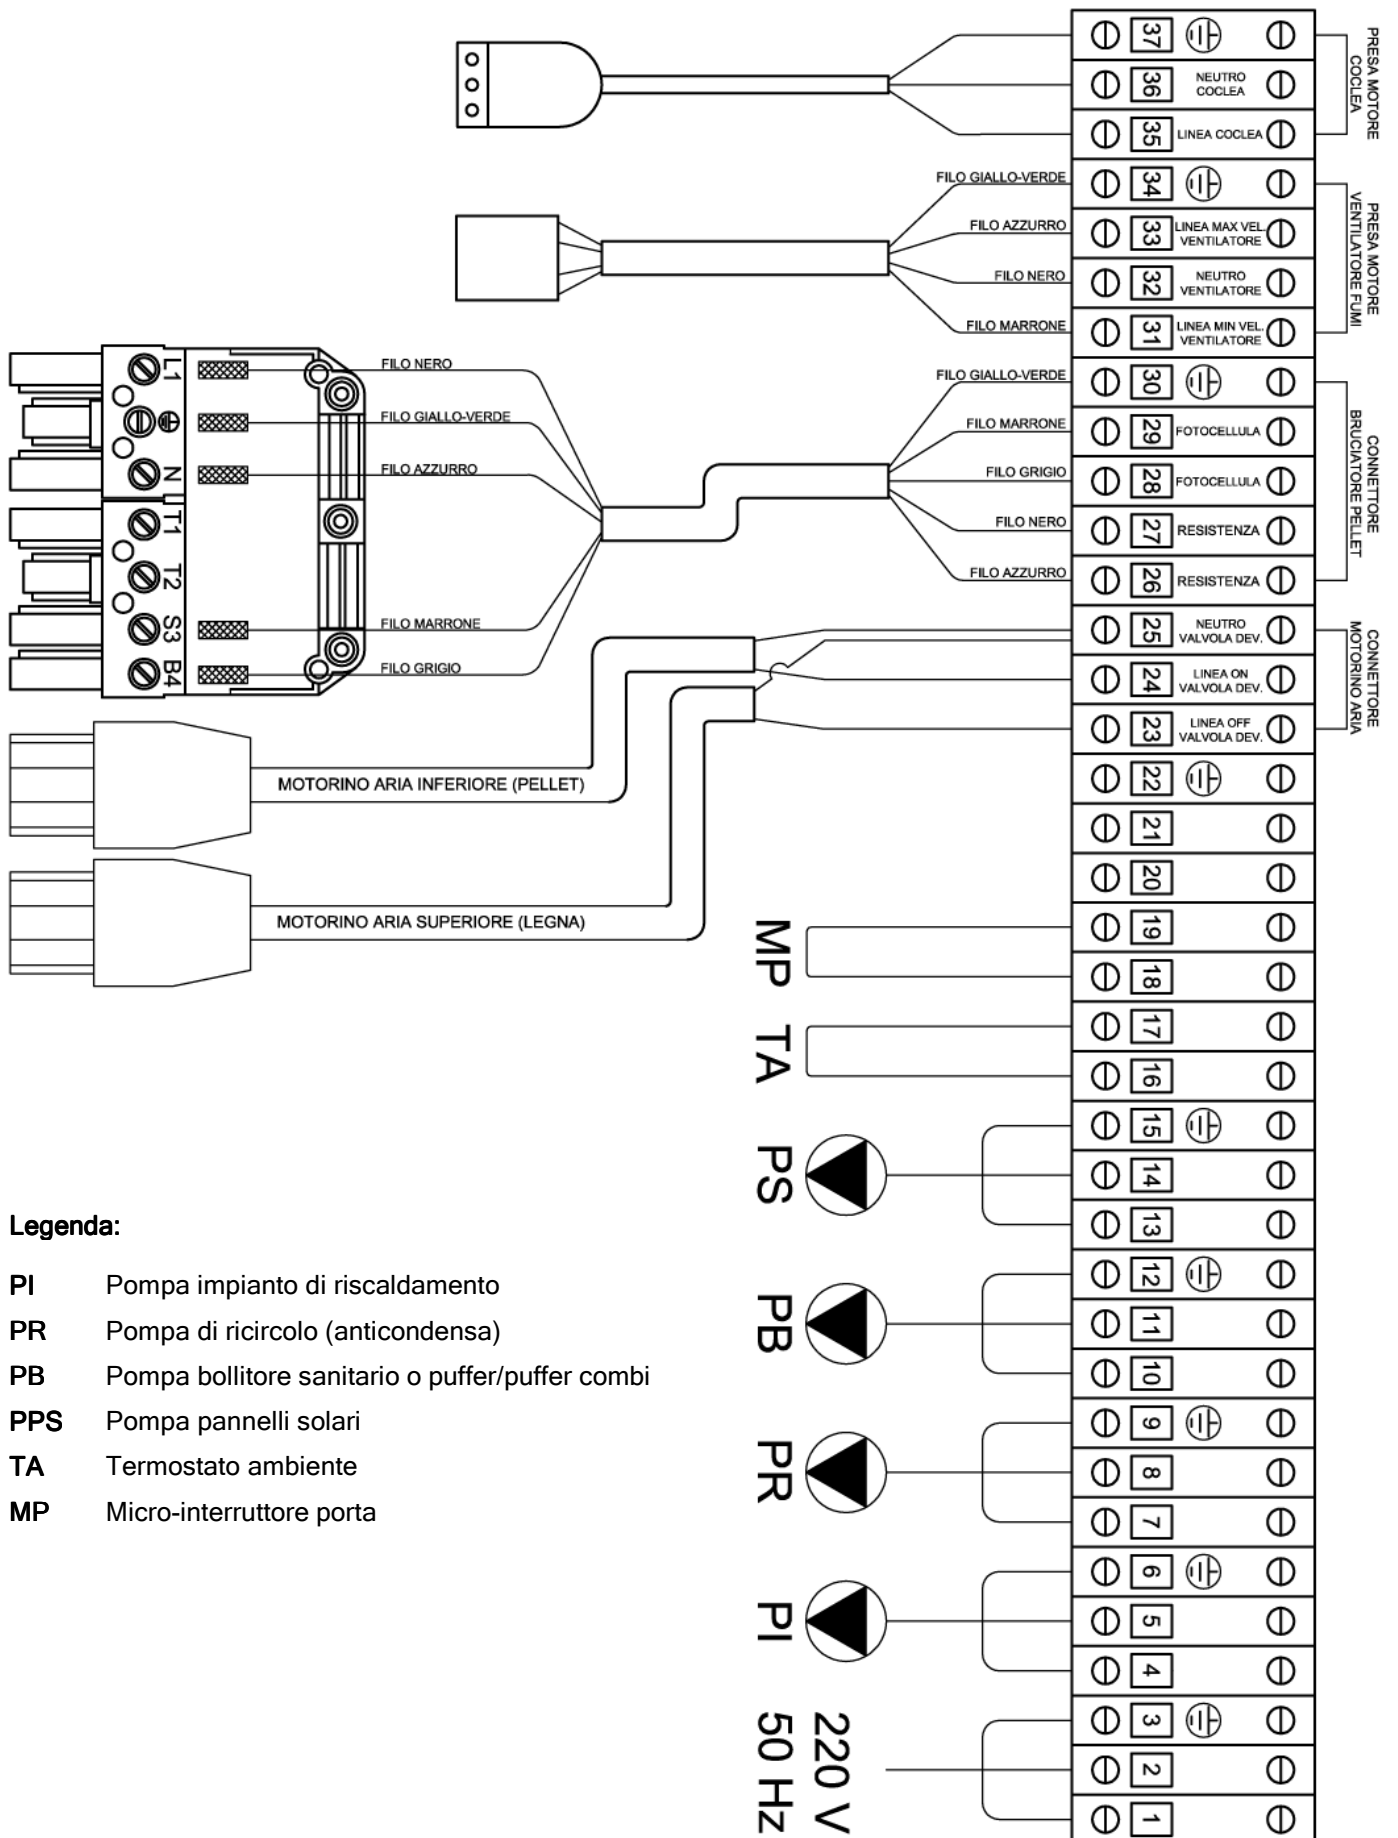 37
36
NEUTRO
COCLEA
35
LINEA COCLEA
PRESA MOTORE
COCLEA
FILO GIALLO-VERDE
34
FILO AZZURRO
33
LINEA MAX VEL.
VENTILATORE
FILO NERO
32
NEUTRO
VENTILATORE
FILO MARRONE
31
LINEA MIN VEL.
VENTILATORE
PRESA MOTORE
VENTILATORE FUMI
FILO GIALLO-VERDE
30
FILO MARRONE
29
FOTOCELLULA
FILO GRIGIO
28
FOTOCELLULA
FILO NERO
27
RESISTENZA
FILO AZZURRO
26
RESISTENZA
CONNETTORE
BRUCIATORE PELLET
L1
FILO NERO
FILO GIALLO-VERDE
N
FILO AZZURRO
T1
T2
S3
FILO MARRONE
B4
FILO GRIGIO
25
NEUTRO
VALVOLA DEV.
24
LINEA ON
VALVOLA DEV.
23
LINEA OFF
VALVOLA DEV.
CONNETTORE
MOTORINO ARIA
MOTORINO ARIA INFERIORE (PELLET)
MOTORINO ARIA SUPERIORE (LEGNA)
22
21
20
19
18
MP
17
16
TA
15
14
13
PS
12
11
10
PB
9
8
7
PR
6
5
4
PI
3
2
1
220 V
50 Hz
Legenda:
PI Pompa impianto di riscaldamento
PR Pompa di ricircolo (anticondensa)
PB Pompa bollitore sanitario o puffer/puffer combi
PPS Pompa pannelli solari
TA Termostato ambiente
MP Micro-interruttore porta